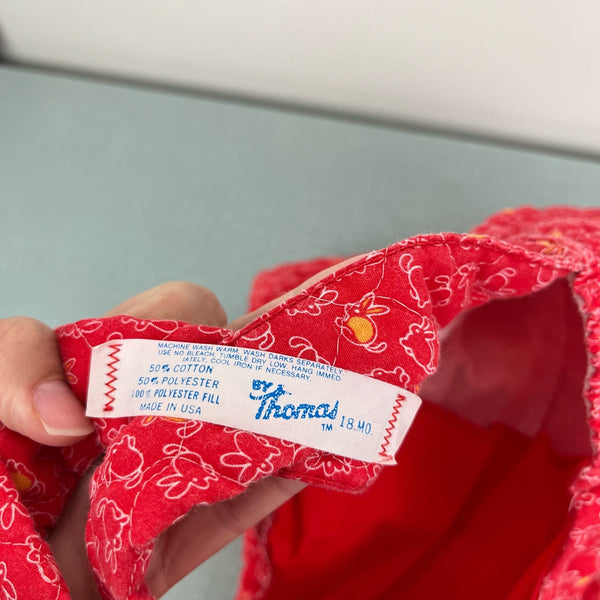 MACHINE WASH WARM, WASH DARKS SEPARATELY
USE NO BLEACH, TUMBLE DRY LOW, HANG IMMED-
IATELY, COOL IRON IF NECESSARY.
50% COTTON
50% POLYESTER
100% POLYESTER FILL
MADE IN USA
BY
Thomas
TM
18 MO.